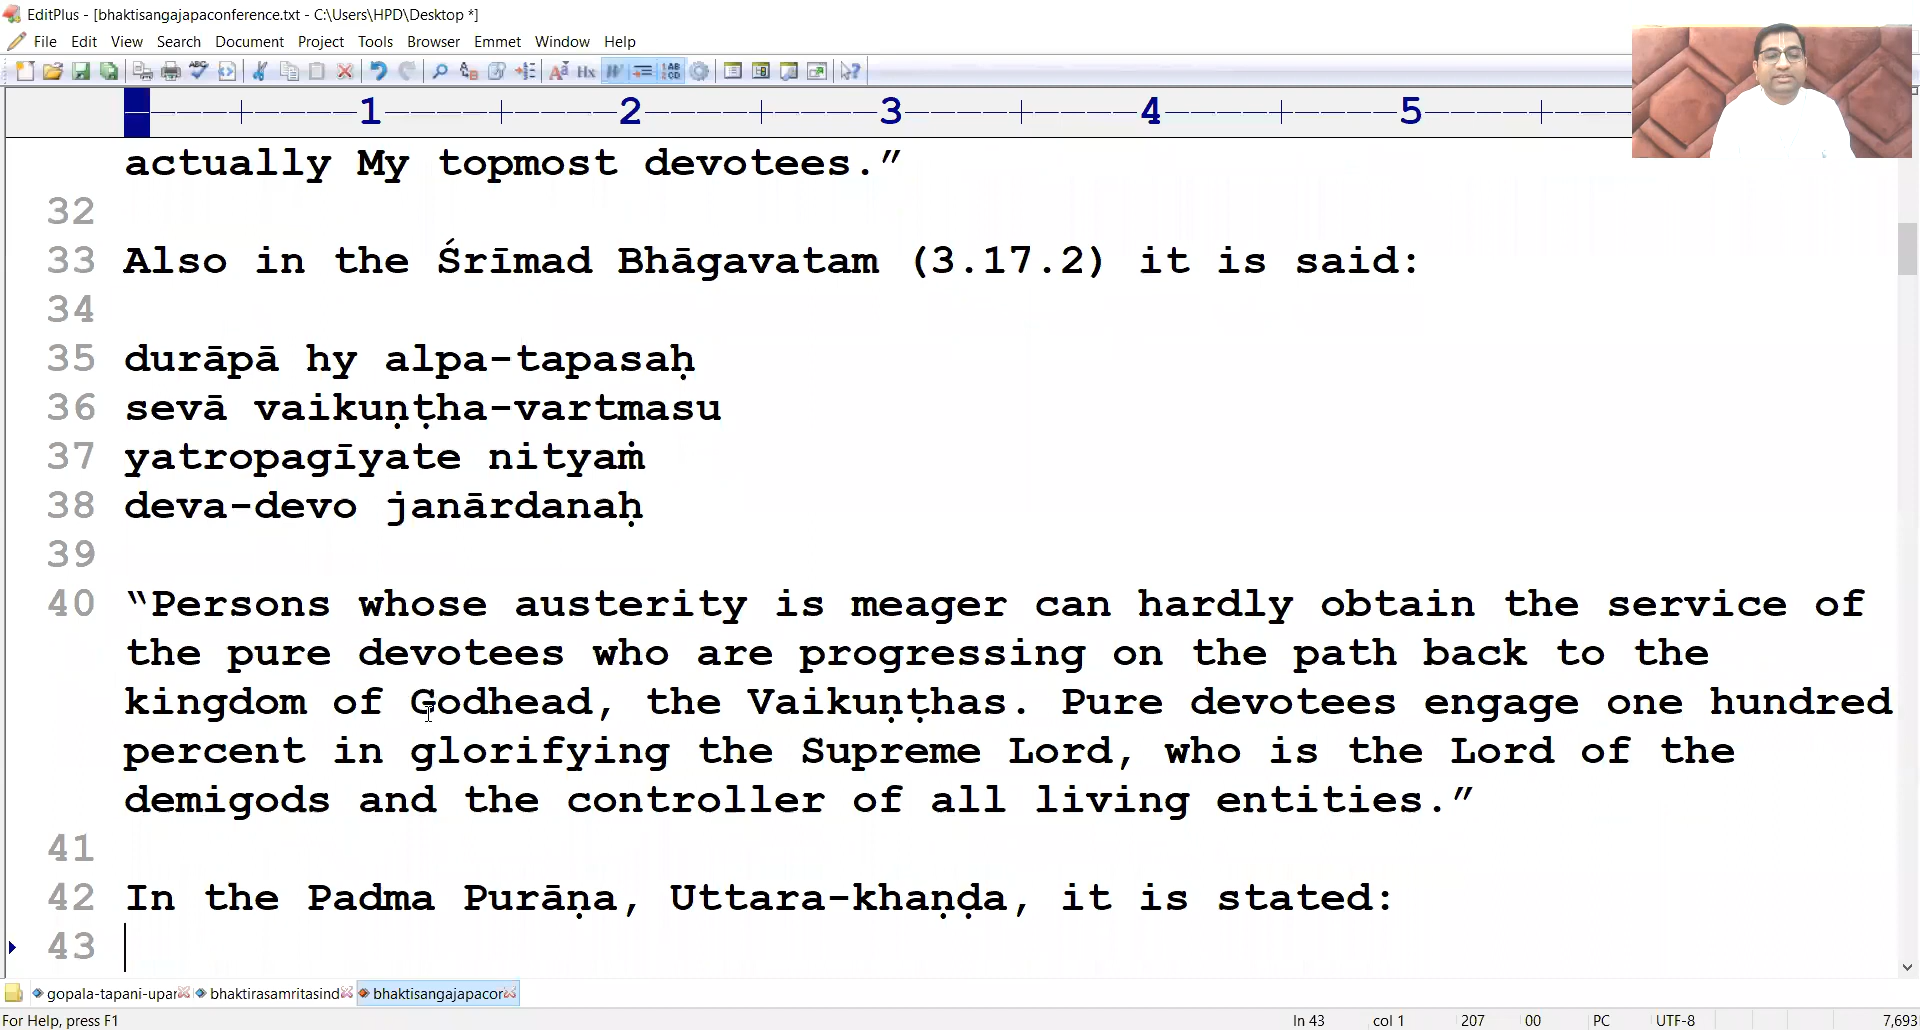 EditPlus - [bhaktisangajapaconference.txt - C:\Users\HPD\Desktop *]
File Edit View Search Document Project Tools Browser Emmet Window Help
1 2 3 4 5
actually My topmost devotees.”
32
33 Also in the Śrīmad Bhāgavatam (3.17.2) it is said:
34
35 durāpā hy alpa-tapasaḥ
36 sevā vaikuṇṭha-vartmasu
37 yatropagīyate nityaṁ
38 deva-devo janārdanaḥ
39
40 “Persons whose austerity is meager can hardly obtain the service of
the pure devotees who are progressing on the path back to the
kingdom of Godhead, the Vaikuṇṭhas. Pure devotees engage one hundred
percent in glorifying the Supreme Lord, who is the Lord of the
demigods and the controller of all living entities.”
41
42 In the Padma Purāṇa, Uttara-khaṇḍa, it is stated:
43
gopala-tapani-upar bhaktirasamritasind bhaktisangajapacor
For Help, press F1 ln 43 col 1 207 00 PC UTF-8 7,693